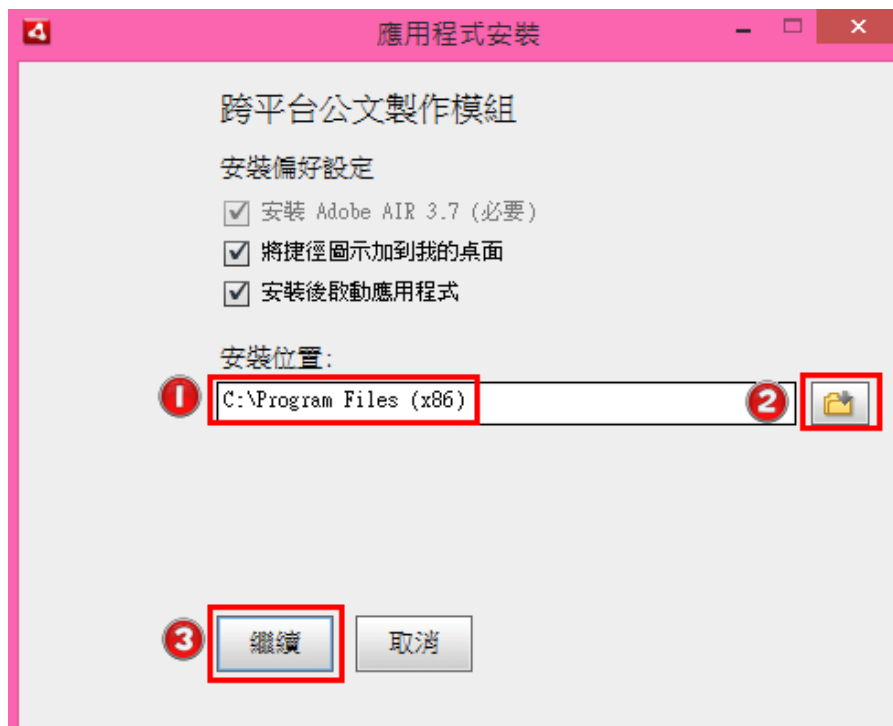 應用程式安裝
跨平台公文製作模組
安裝偏好設定
安裝 Adobe AIR 3.7 (必要)
將捷徑圖示加到我的桌面
安裝後啟動應用程式
安裝位置:
1 C:\Program Files (x86) 2
3 繼續 取消